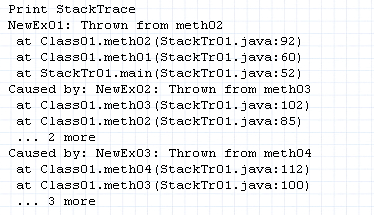 Print StackTrace
NewEx01: Thrown from meth02
at Class01.meth02(StackTr01.java:92)
at Class01.meth01(StackTr01.java:60)
at StackTr01.main(StackTr01.java:52)
Caused by: NewEx02: Thrown from meth03
at Class01.meth03(StackTr01.java:102)
at Class01.meth02(StackTr01.java:85)
... 2 more
Caused by: NewEx03: Thrown from meth04
at Class01.meth04(StackTr01.java:112)
at Class01.meth03(StackTr01.java:100)
... 3 more